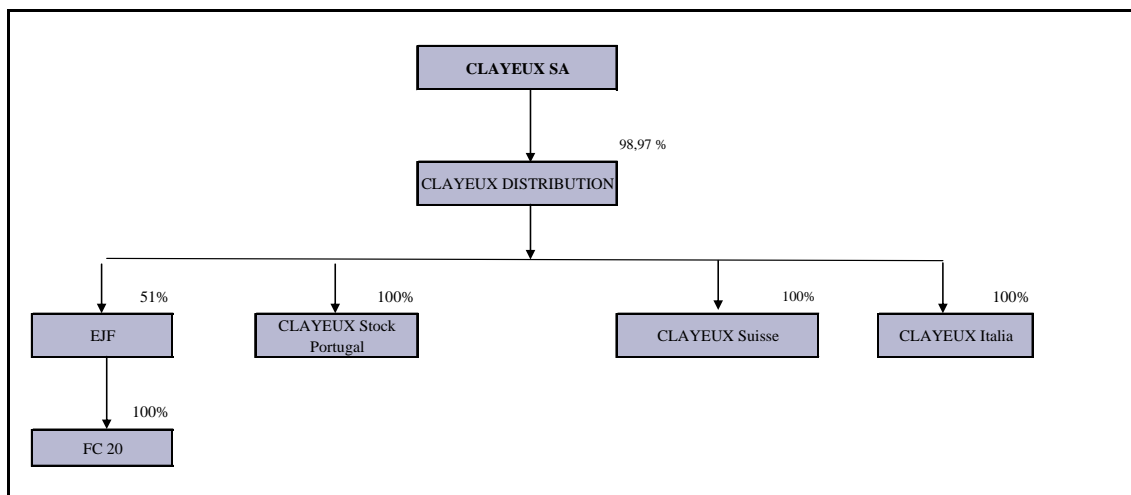 CLAYEUX SA
98,97 %
CLAYEUX DISTRIBUTION
51%
100%
100%
100%
EJF
CLAYEUX Stock
Portugal
CLAYEUX Suisse
CLAYEUX Italia
100%
FC 20